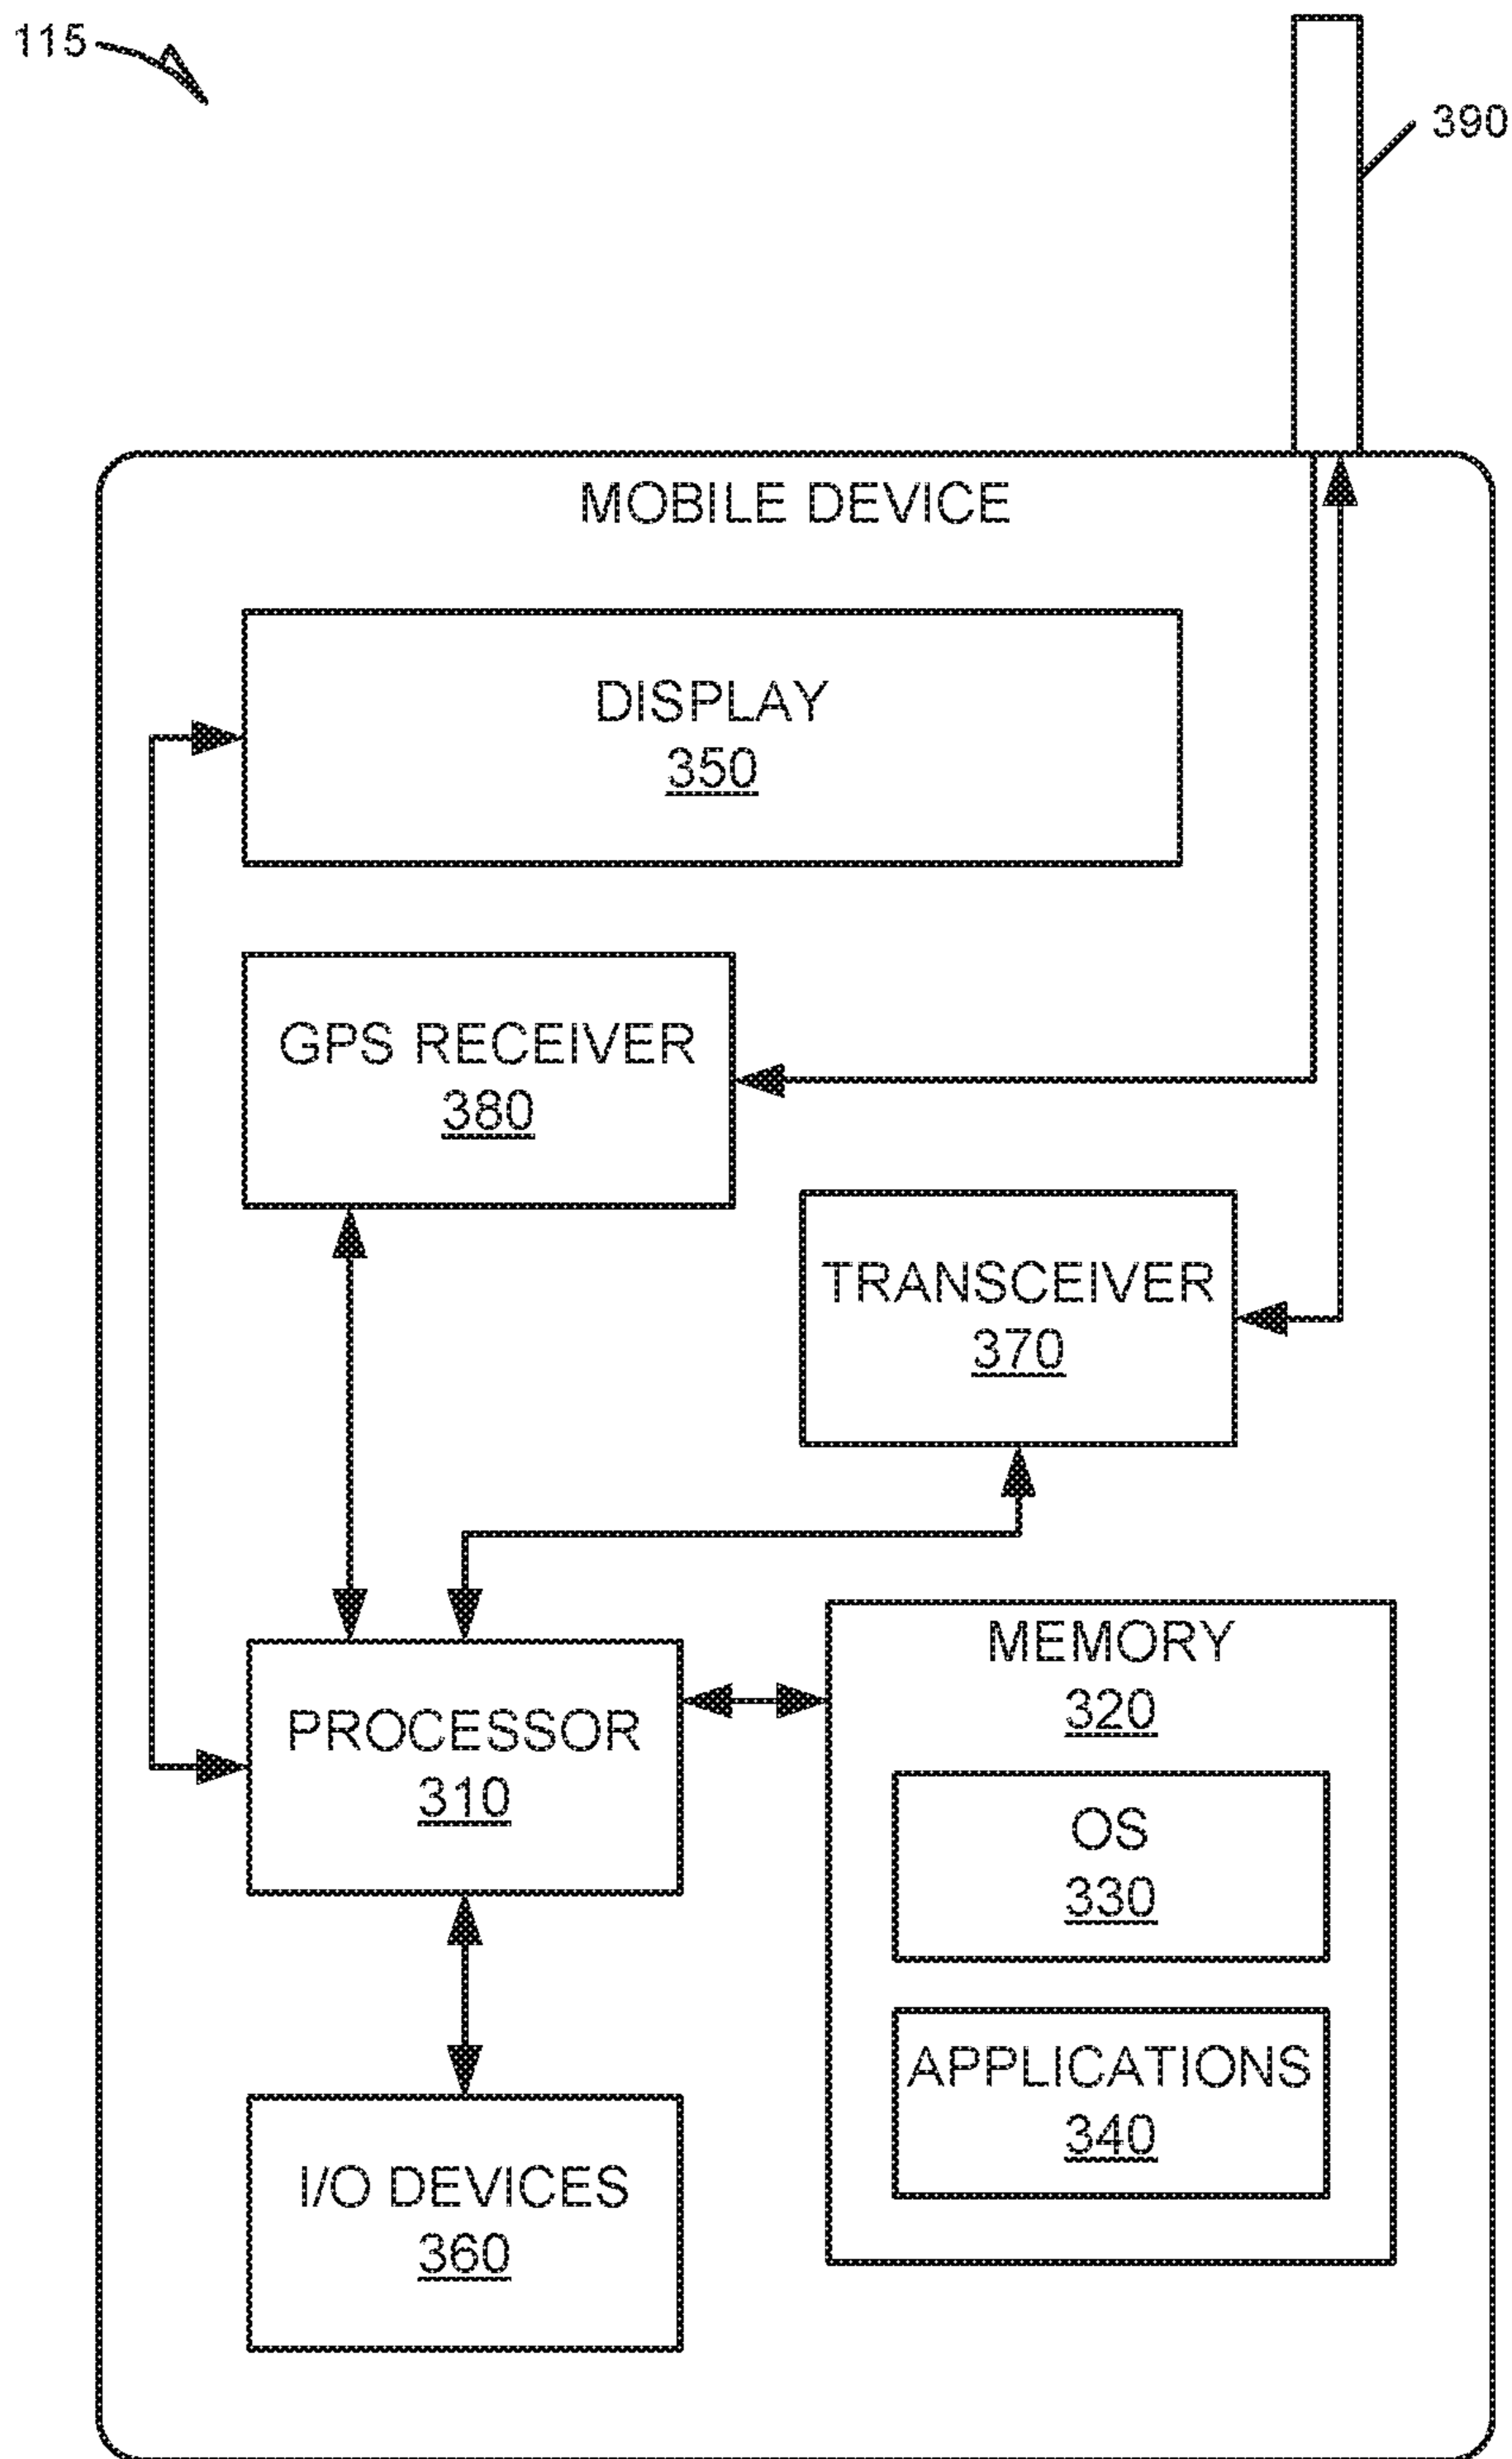 115
390
MOBILE DEVICE
DISPLAY
350
GPS RECEIVER
380
TRANSCEIVER
370
PROCESSOR
310
MEMORY
320
OS
330
APPLICATIONS
340
I/O DEVICES
360